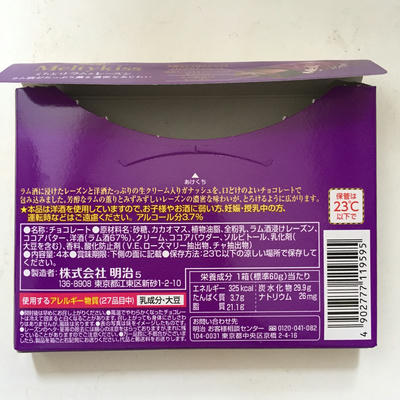 Meltykiss
あけくち
ラム酒に浸けたレーズンと洋酒たっぷりの生クリーム入りガナッシュを、口どけのよいチョコレートで
包み込みました。芳醇なラムの薫りとみずみずしいレーズンの濃密な味わいが、とろけるように広がります。
★本品は洋酒を使用していますので、お子様やお酒に弱い方、妊娠・授乳中の方、
運転時などはご遠慮ください。アルコール分3.7%
保管は
23℃
以下で
●名称:チョコレート●原材料名:砂糖、カカオマス、植物油脂、全粉乳、ラム酒浸けレーズン、
ココアバター、洋酒(ラム酒67%)、クリーム、ココアパウダー、ソルビトール、乳化剤
(大豆を含む)、香料、酸化防止剤(V.E、ローズマリー抽出物、チャ抽出物)
●内容量:4本●賞味期限:下側の面に記載●保存方法:23℃以下の涼しい場所で保存してください。
●製造者:株式会社 明治 5
136-8908 東京都江東区新砂1-2-10
使用するアレルギー物質(27品目中) 乳成分・大豆
栄養成分 1箱(標準60g)当たり
エネルギー 325kcal 炭水化物 29.9g
たんぱく質 3.7g ナトリウム 26mg
脂質 21.1g
お問い合わせ先
明治 お客様相談センター 0120-041-082
104-8031 東京都中央区京橋2-4-16
4 902777 119595